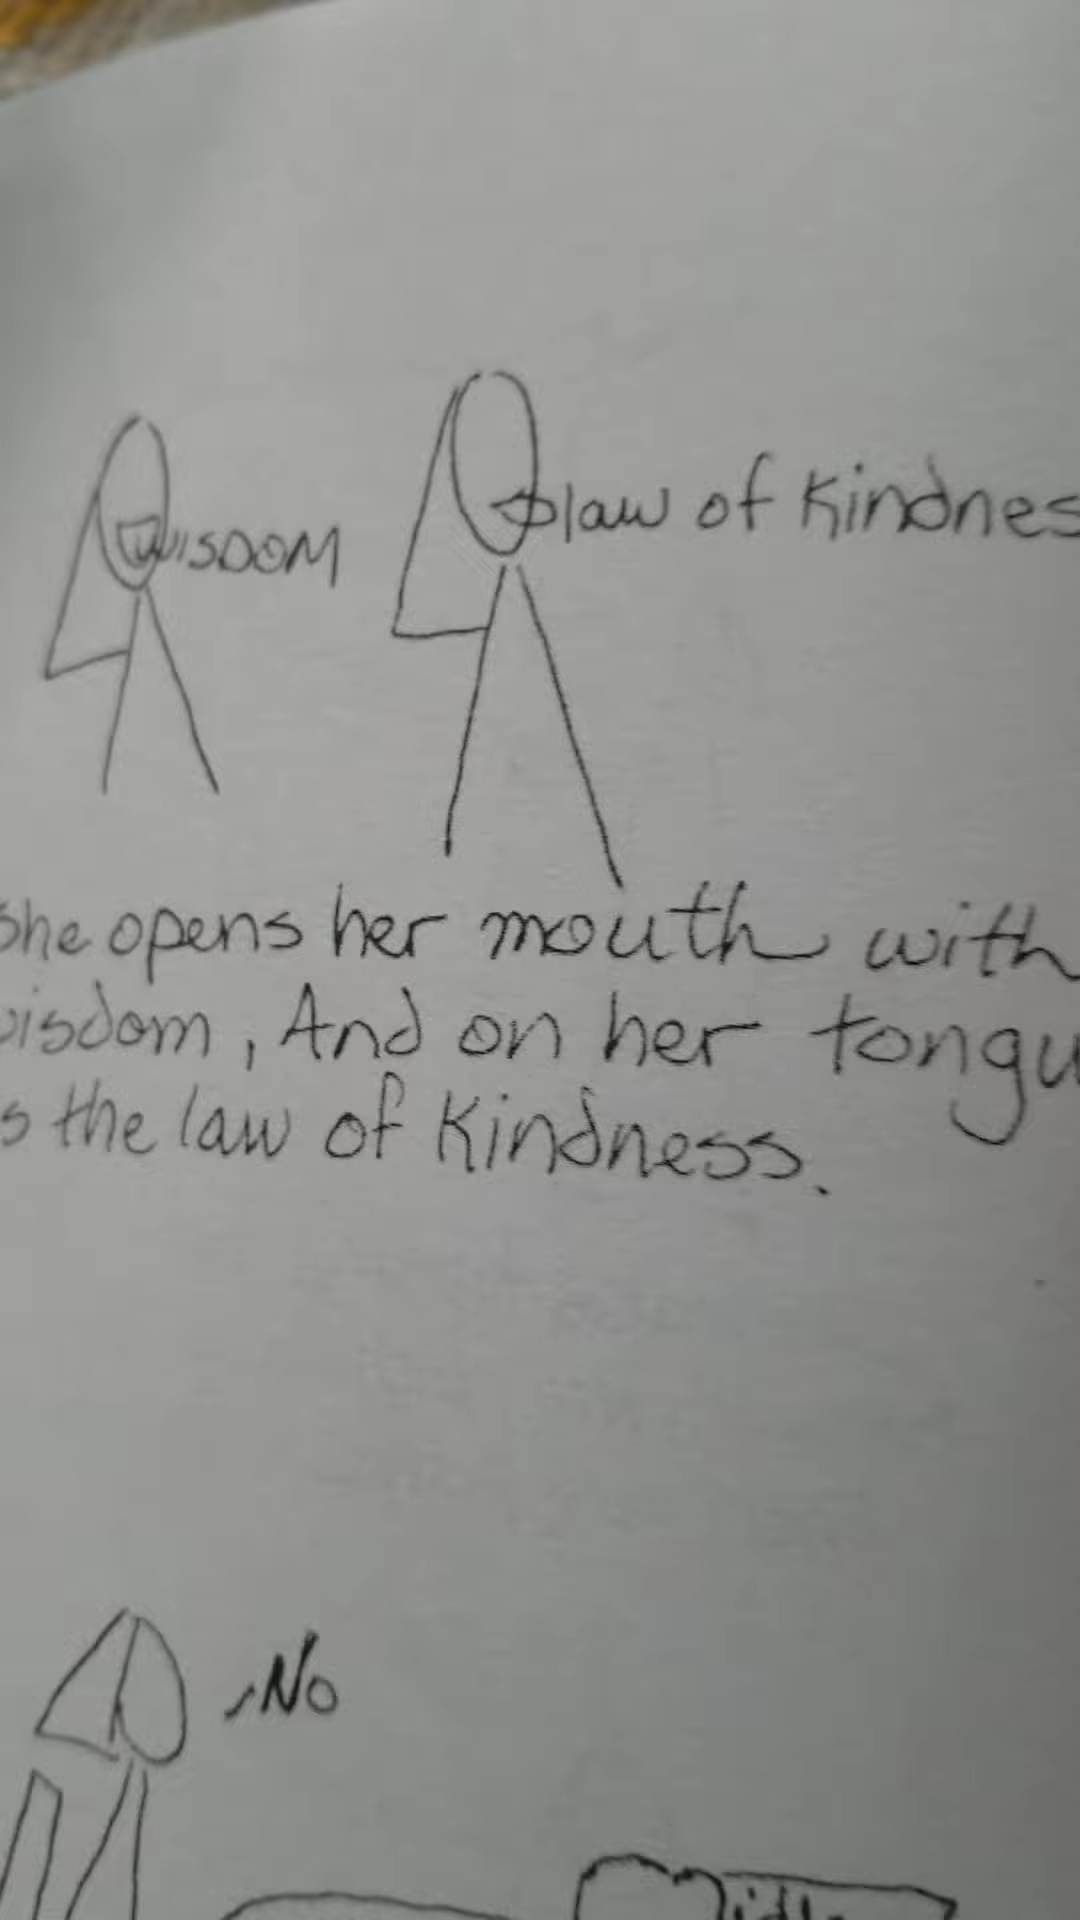 WISDOM
law of Kindnes
She opens her mouth with
wisdom, And on her tongu
s the law of Kindness.
No